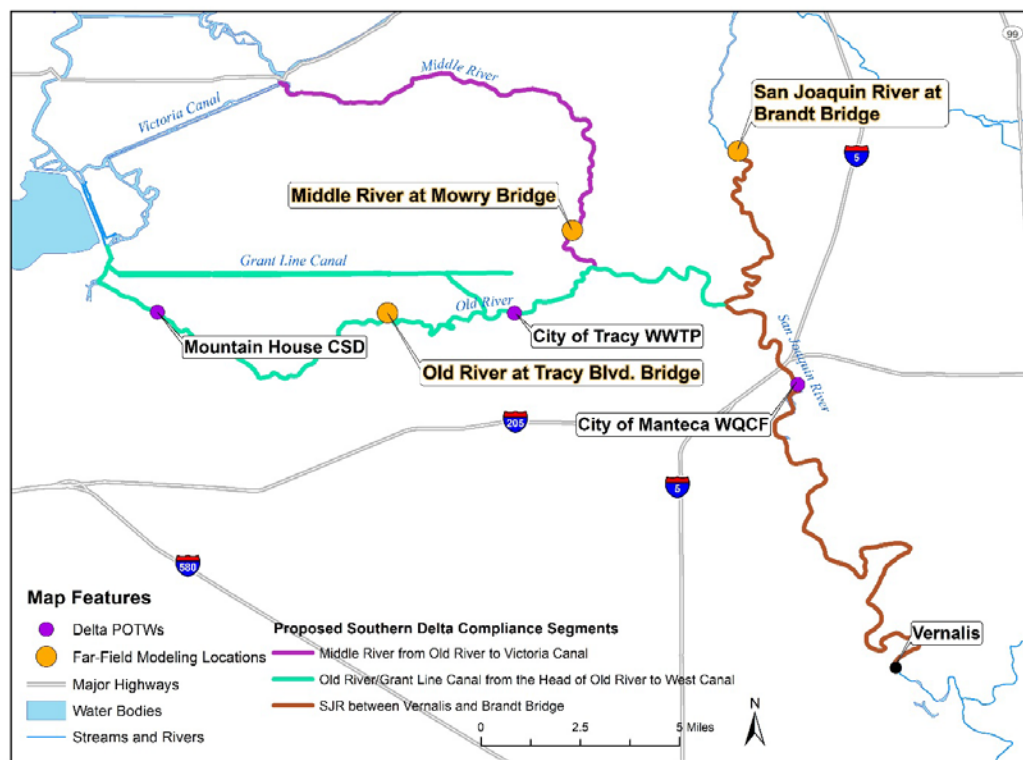 99
Middle River
San Joaquin River at
Brandt Bridge
Victoria Canal
5
Middle River at Mowry Bridge
Grant Line Canal
Old River
Mountain House CSD
City of Tracy WWTP
Old River at Tracy Blvd. Bridge
San Joaquin River
City of Manteca WQCF
205
5
580
Vernalis
Map Features
Delta POTWs
Far-Field Modeling Locations
Major Highways
Water Bodies
Streams and Rivers
Proposed Southern Delta Compliance Segments
Middle River from Old River to Victoria Canal
Old River/Grant Line Canal from the Head of Old River to West Canal
SJR between Vernalis and Brandt Bridge
0
2.5
5 Miles
N